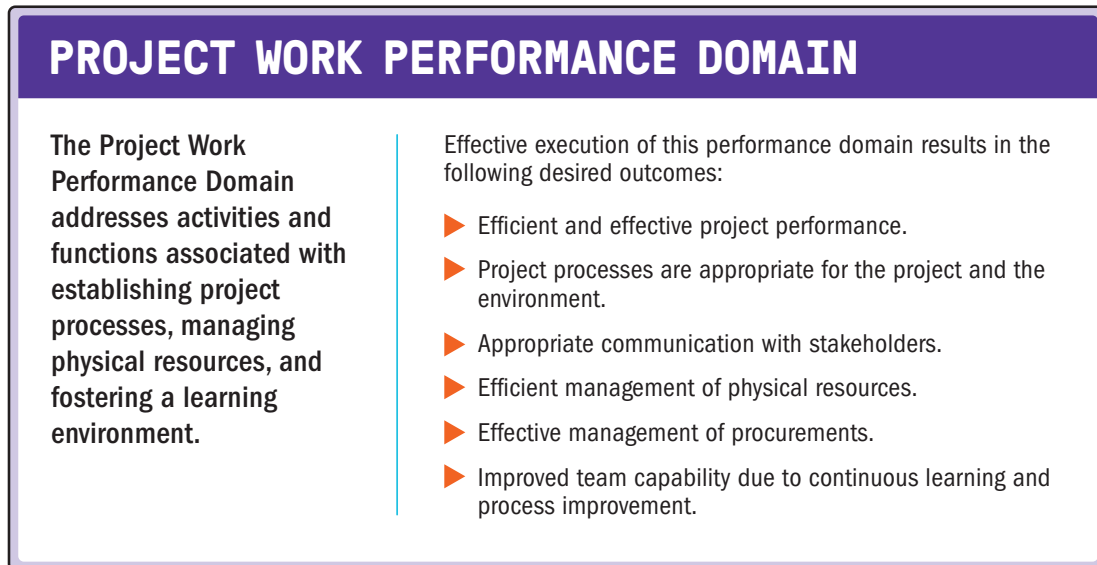 PROJECT WORK PERFORMANCE DOMAIN
The Project Work
Performance Domain
addresses activities and
functions associated with
establishing project
processes, managing
physical resources, and
fostering a learning
environment.
Effective execution of this performance domain results in the
following desired outcomes:
Efficient and effective project performance.
Project processes are appropriate for the project and the
environment.
Appropriate communication with stakeholders.
Efficient management of physical resources.
Effective management of procurements.
Improved team capability due to continuous learning and
process improvement.